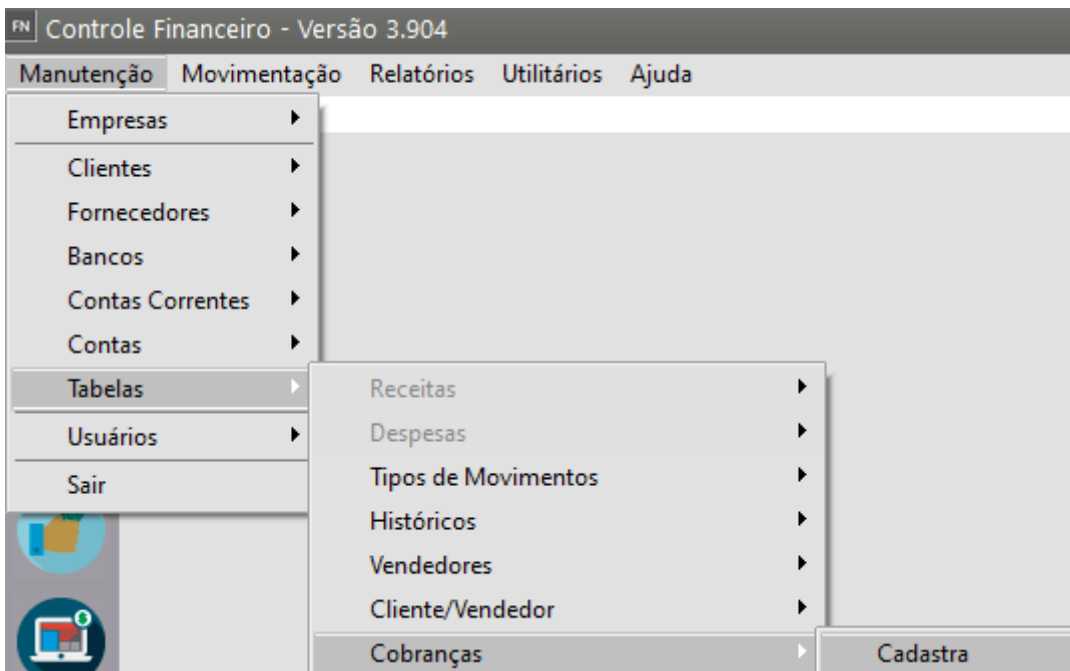 FN Controle Financeiro - Versão 3.904
Manutenção Movimentação Relatórios Utilitários Ajuda
Empresas
Clientes
Fornecedores
Bancos
Contas Correntes
Contas
Tabelas
Usuários
Sair
Receitas
Despesas
Tipos de Movimentos
Históricos
Vendedores
Cliente/Vendedor
Cobranças
Cadastra